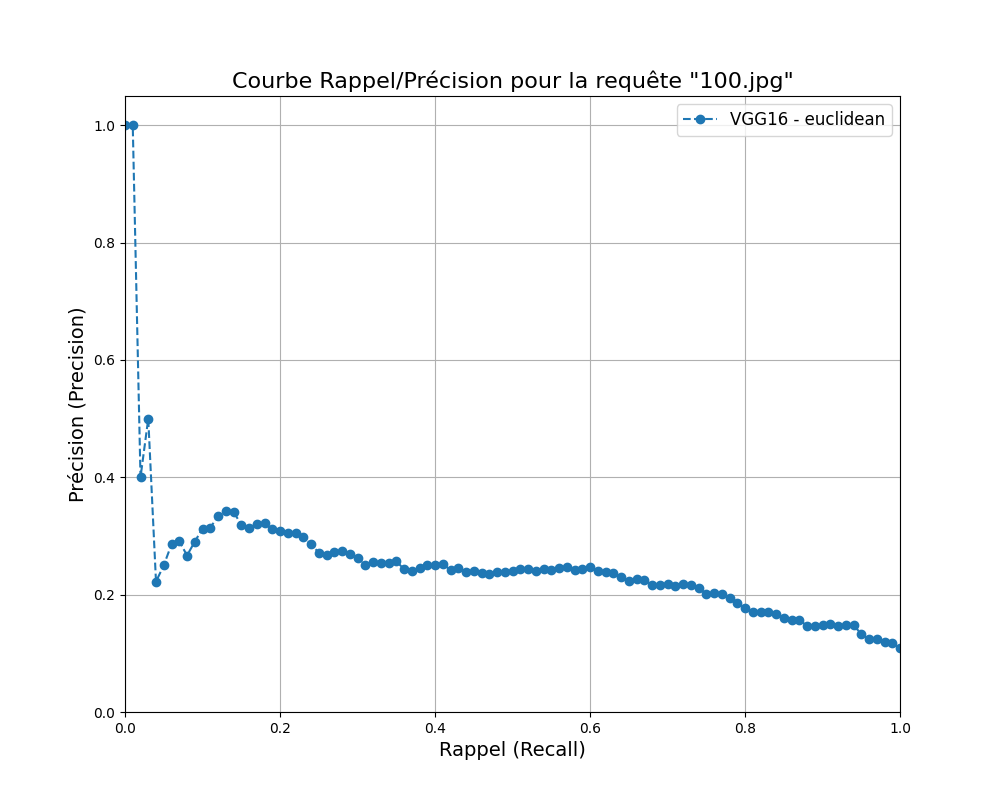 Courbe Rappel/Précision pour la requête "100.jpg"
VGG16 - euclidean
Précision (Precision)
1.0
0.8
0.6
0.4
0.2
0.0
0.0 0.2 0.4 0.6 0.8 1.0
Rappel (Recall)